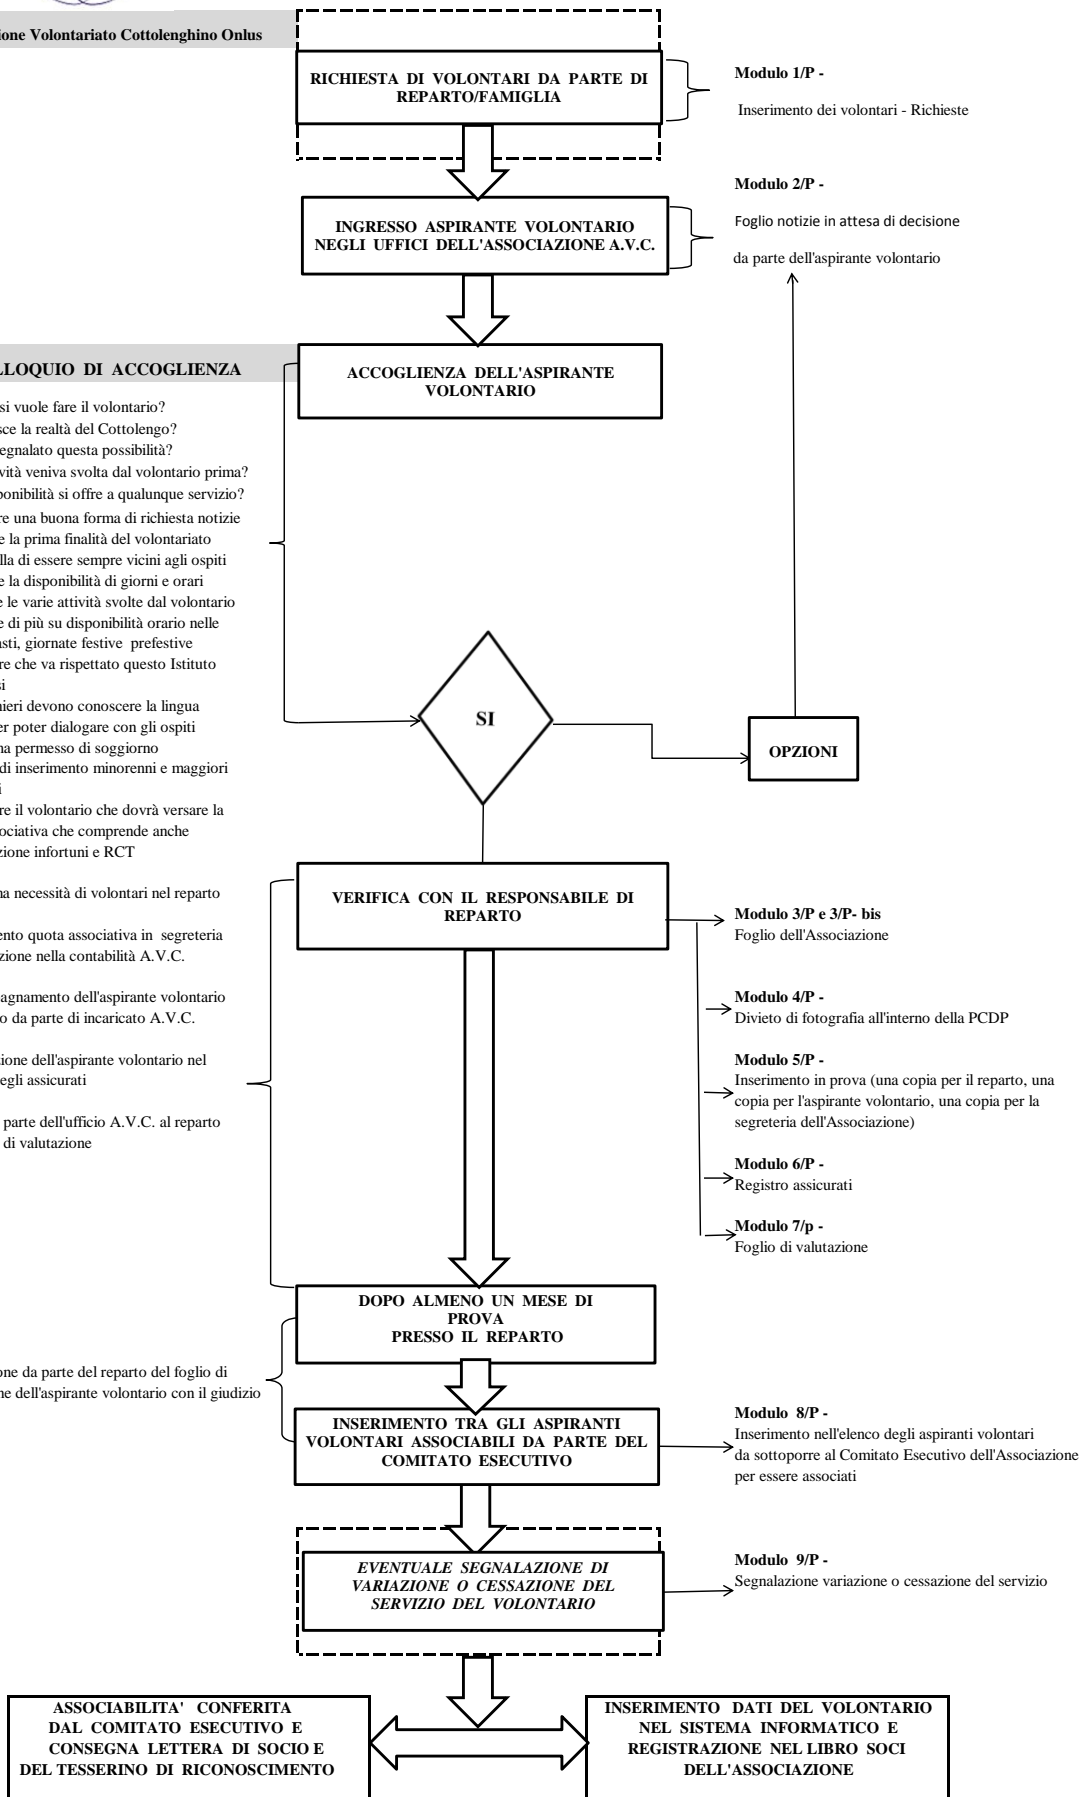 ione Volontariato Cottolenghino Onlus
RICHIESTA DI VOLONTARI DA PARTE DI
REPARTO/FAMIGLIA
Modulo 1/P -
Inserimento dei volontari - Richieste
INGRESSO ASPIRANTE VOLONTARIO
NEGLI UFFICI DELL'ASSOCIAZIONE A.V.C.
Modulo 2/P -
Foglio notizie in attesa di decisione
da parte dell'aspirante volontario
LLOQUIO DI ACCOGLIENZA
ACCOGLIENZA DELL'ASPIRANTE
VOLONTARIO
si vuole fare il volontario?
sce la realtà del Cottolengo?
egnalato questa possibilità?
vità veniva svolta dal volontario prima?
ponibilità si offre a qualunque servizio?
re una buona forma di richiesta notizie
e la prima finalità del volontariato
lla di essere sempre vicini agli ospiti
e la disponibilità di giorni e orari
e le varie attività svolte dal volontario
e di più su disponibilità orario nelle
asti, giornate festive prefestive
re che va rispettato questo Istituto
si
nieri devono conoscere la lingua
er poter dialogare con gli ospiti
ha permesso di soggiorno
di inserimento minorenni e maggiori
i
re il volontario che dovrà versare la
ociativa che comprende anche
zione infortuni e RCT
SI
OPZIONI
VERIFICA CON IL RESPONSABILE DI
REPARTO
na necessità di volontari nel reparto
ento quota associativa in segreteria
zione nella contabilità A.V.C.
agnamento dell'aspirante volontario
o da parte di incaricato A.V.C.
zione dell'aspirante volontario nel
egli assicurati
parte dell'ufficio A.V.C. al reparto
di valutazione
Modulo 3/P e 3/P- bis
Foglio dell'Associazione
Modulo 4/P -
Divieto di fotografia all'interno della PCDP
Modulo 5/P -
Inserimento in prova (una copia per il reparto, una
copia per l'aspirante volontario, una copia per la
segreteria dell'Associazione)
Modulo 6/P -
Registro assicurati
Modulo 7/p -
Foglio di valutazione
DOPO ALMENO UN MESE DI
PROVA
PRESSO IL REPARTO
one da parte del reparto del foglio di
ne dell'aspirante volontario con il giudizio
INSERIMENTO TRA GLI ASPIRANTI
VOLONTARI ASSOCIABILI DA PARTE DEL
COMITATO ESECUTIVO
Modulo 8/P -
Inserimento nell'elenco degli aspiranti volontari
da sottoporre al Comitato Esecutivo dell'Associazione
per essere associati
EVENTUALE SEGNALAZIONE DI
VARIAZIONE O CESSAZIONE DEL
SERVIZIO DEL VOLONTARIO
Modulo 9/P -
Segnalazione variazione o cessazione del servizio
ASSOCIABILITA' CONFERITA
DAL COMITATO ESECUTIVO E
CONSEGNA LETTERA DI SOCIO E
DEL TESSERINO DI RICONOSCIMENTO
INSERIMENTO DATI DEL VOLONTARIO
NEL SISTEMA INFORMATICO E
REGISTRAZIONE NEL LIBRO SOCI
DELL'ASSOCIAZIONE